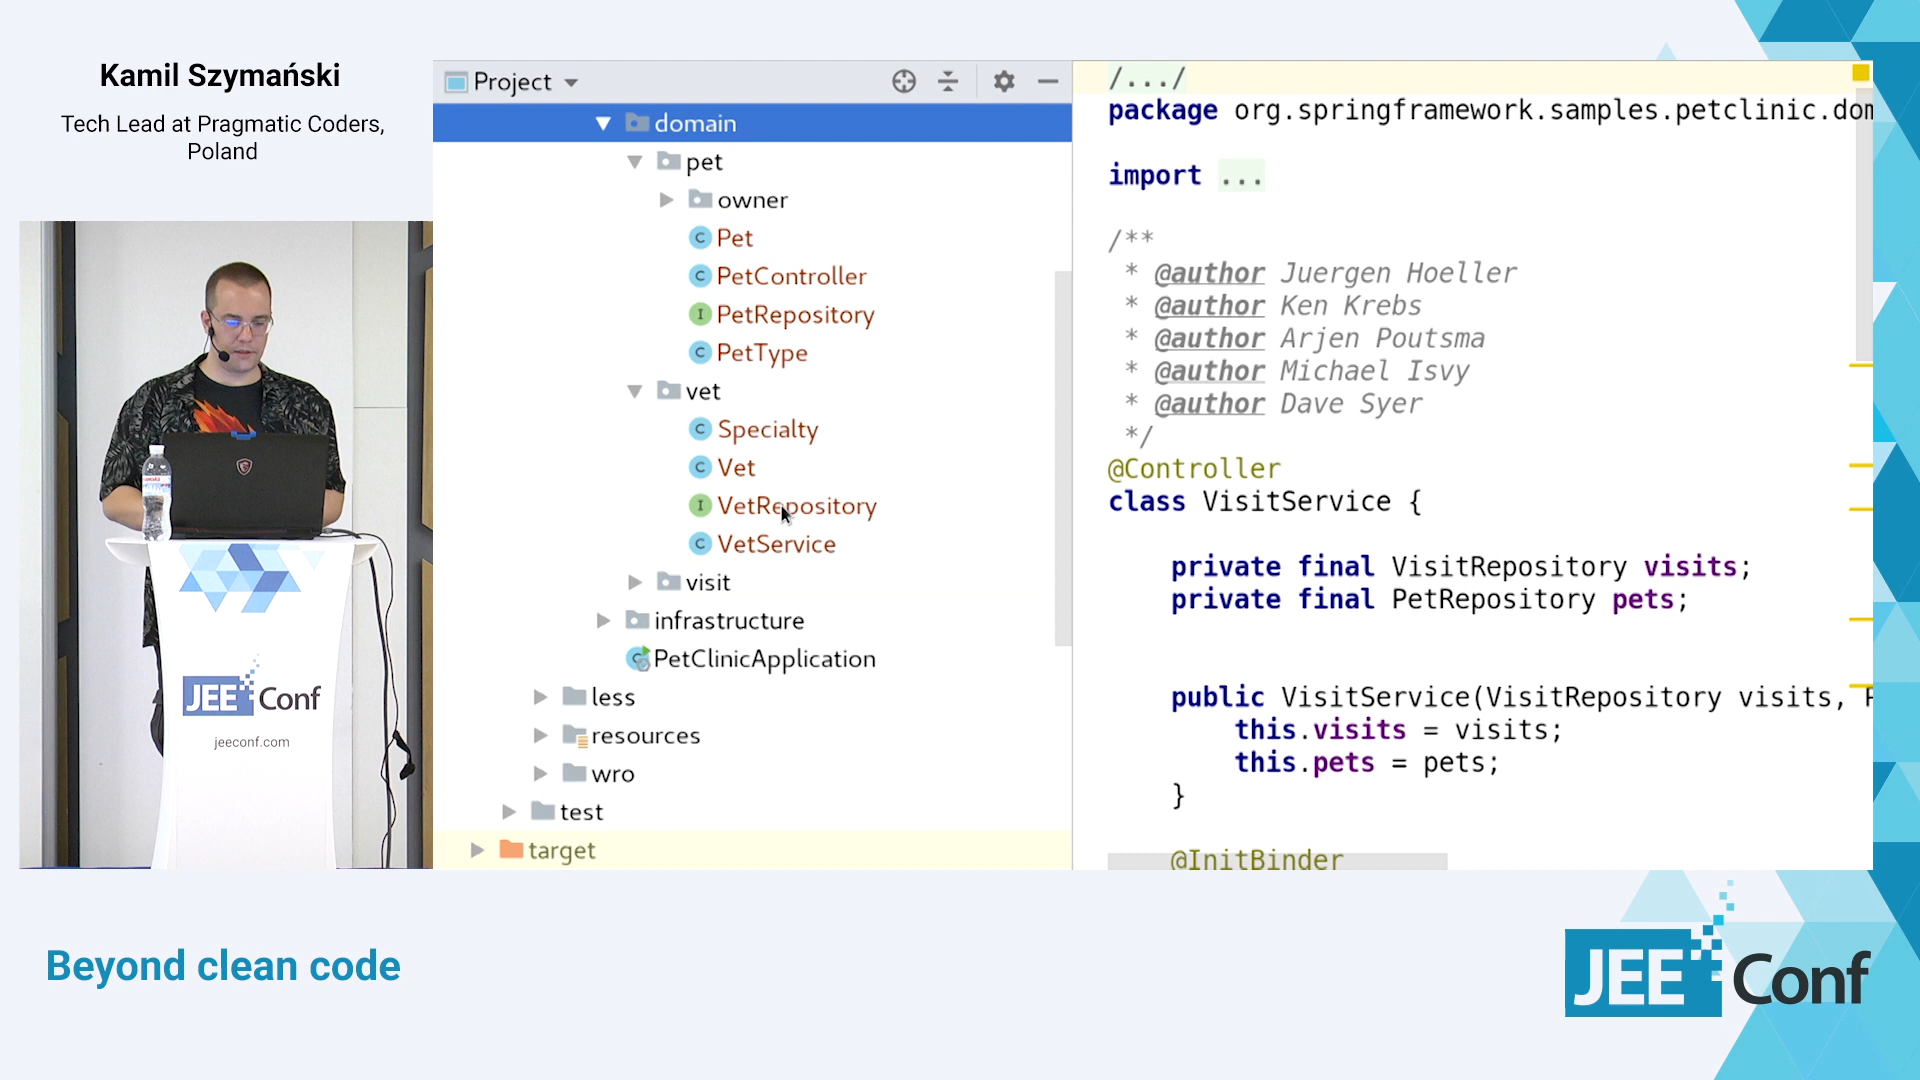 Kamil Szymański
Tech Lead at Pragmatic Coders,
Poland
Project
domain
pet
owner
Pet
PetController
PetRepository
PetType
vet
Specialty
Vet
VetRepository
VetService
visit
infrastructure
PetClinicApplication
less
resources
wro
test
target
/.../
package org.springframework.samples.petclinic.dom
import ...
/**
* @author Juergen Hoeller
* @author Ken Krebs
* @author Arjen Poutsma
* @author Michael Isvy
* @author Dave Syer
*/
@Controller
class VisitService {
private final VisitRepository visits;
private final PetRepository pets;
public VisitService(VisitRepository visits,
this.visits = visits;
this.pets = pets;
}
@InitBinder
JEE Conf
jeeconf.com
Beyond clean code
JEE Conf